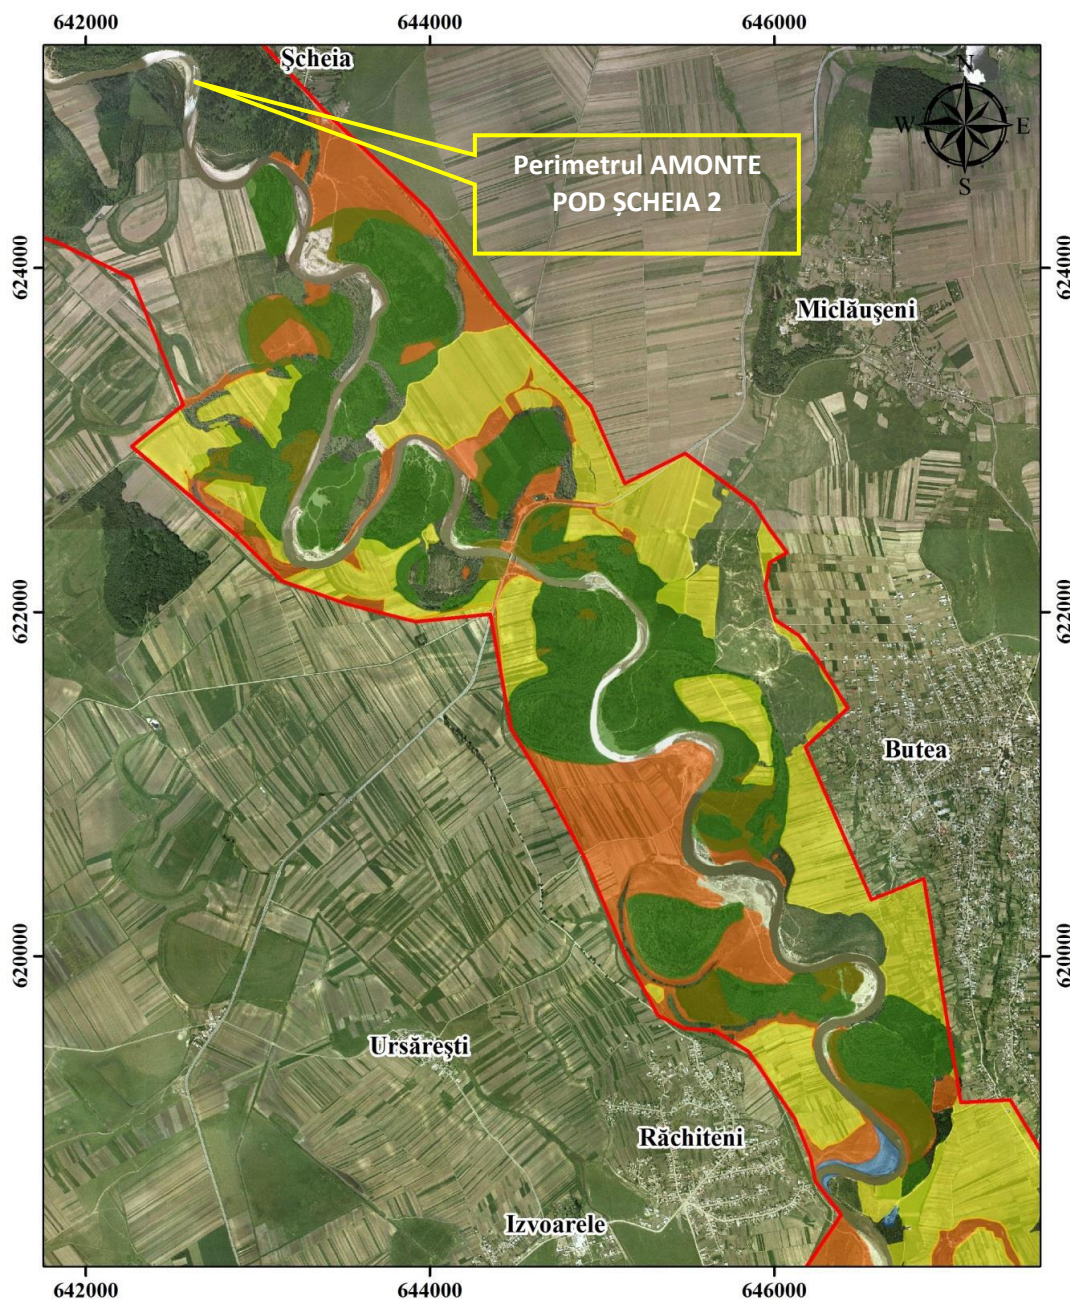 642000 644000 646000
Şcheia
N
W E
S
Perimetrul AMONTE
POD ȘCHEIA 2
624000 624000
Miclăuşeni
622000 622000
Butea
620000 620000
Ursăreşti
Răchiteni
Izvoarele
642000 644000 646000